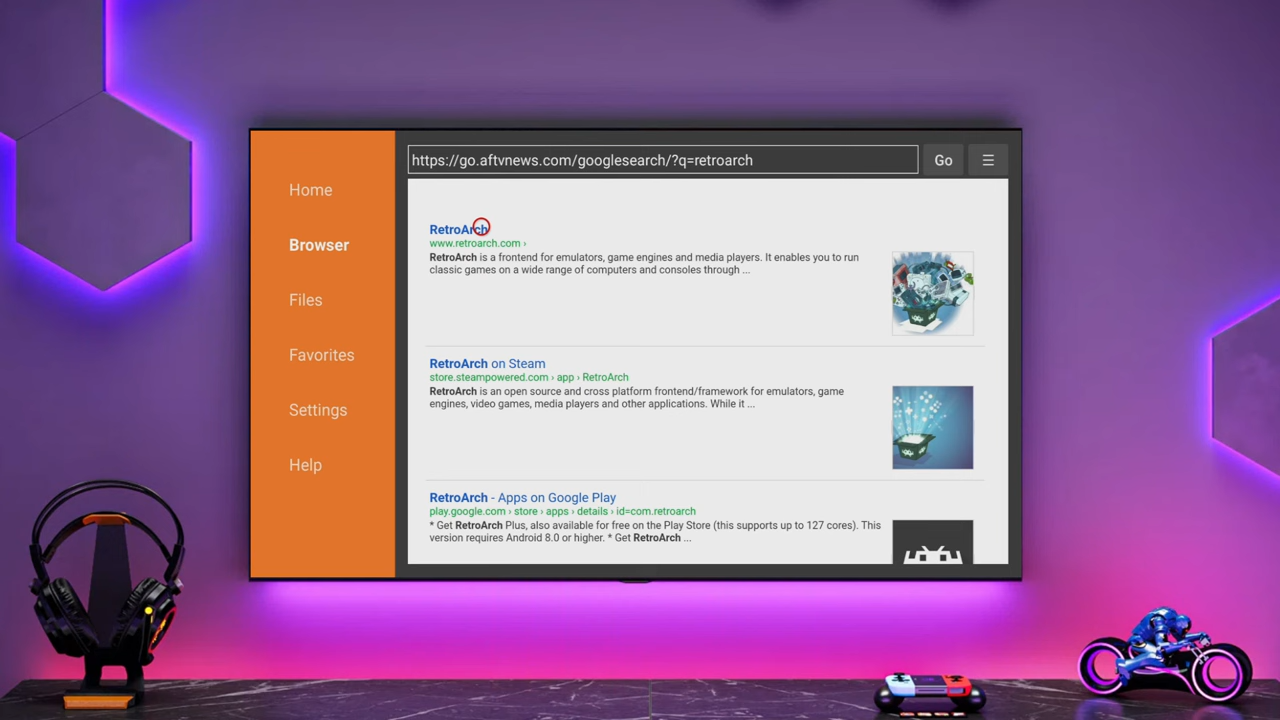 Home
Browser
Files
Favorites
Settings
Help
https://go.aftvnews.com/googlesearch/?q=retroarch
Go
☰
RetroArch
www.retroarch.com ›
RetroArch is a frontend for emulators, game engines and media players. It enables you to run
classic games on a wide range of computers and consoles through ...
RetroArch on Steam
store.steampowered.com › app › RetroArch
RetroArch is an open source and cross platform frontend/framework for emulators, game
engines, video games, media players and other applications. While it ...
RetroArch - Apps on Google Play
play.google.com › store › apps › details › id=com.retroarch
* Get RetroArch Plus, also available for free on the Play Store (this supports up to 127 cores). This
version requires Android 8.0 or higher. * Get RetroArch ...